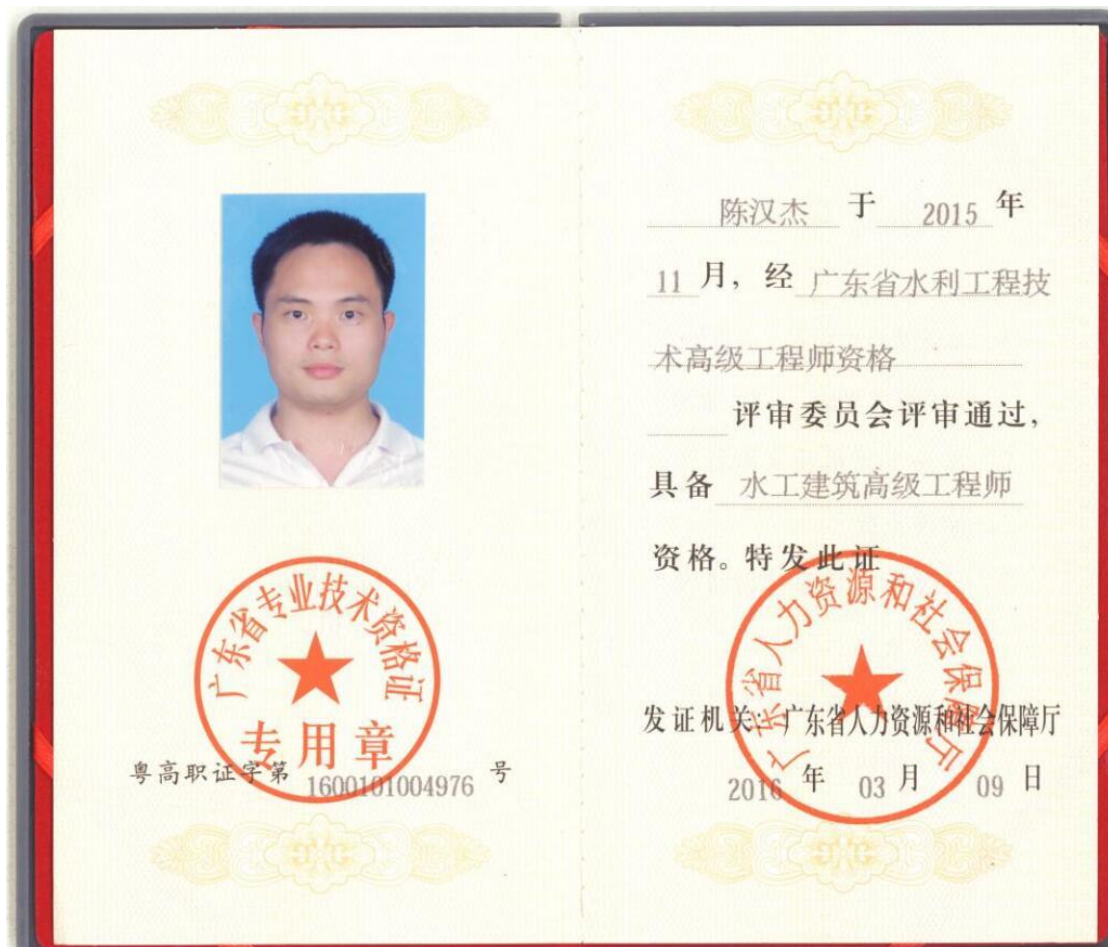 广东省专业技术资格证
专用章
粤高职证字第 1600101004976 号
陈汉杰 于 2015 年
11 月，经 广东省水利工程技
术高级工程师资格
评审委员会评审通过，
具备 水工建筑高级工程师
资格。特发此证
广东省人力资源和社会保障厅
发证机关：广东省人力资源和社会保障厅
2016 年 03 月 09 日